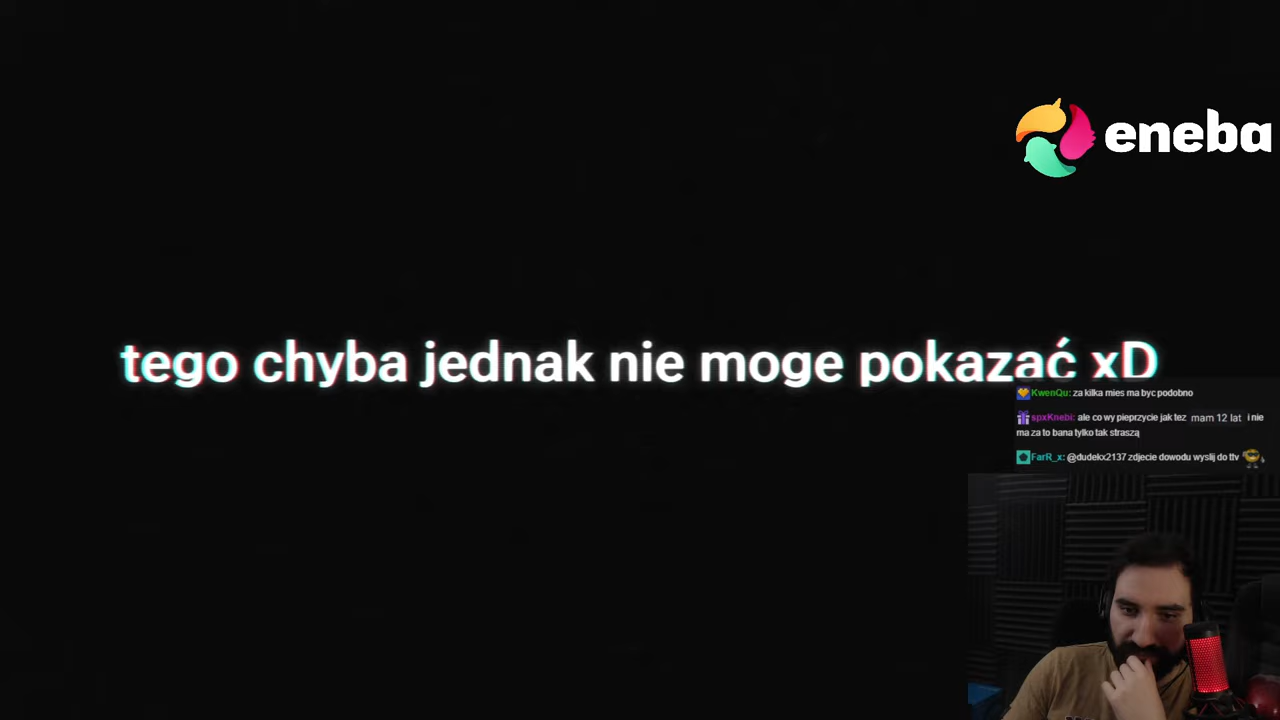 eneba
tego chyba jednak nie moge pokazać xD
KwenQu: za kilka mies ma byc podobno
spxKnebi: ale co wy pieprzycie jak tez mam 12 lat i nie
ma za to bana tylko tak straszą
FarR_x: @dudekx2137 zdjecie dowodu wyslij do ttv